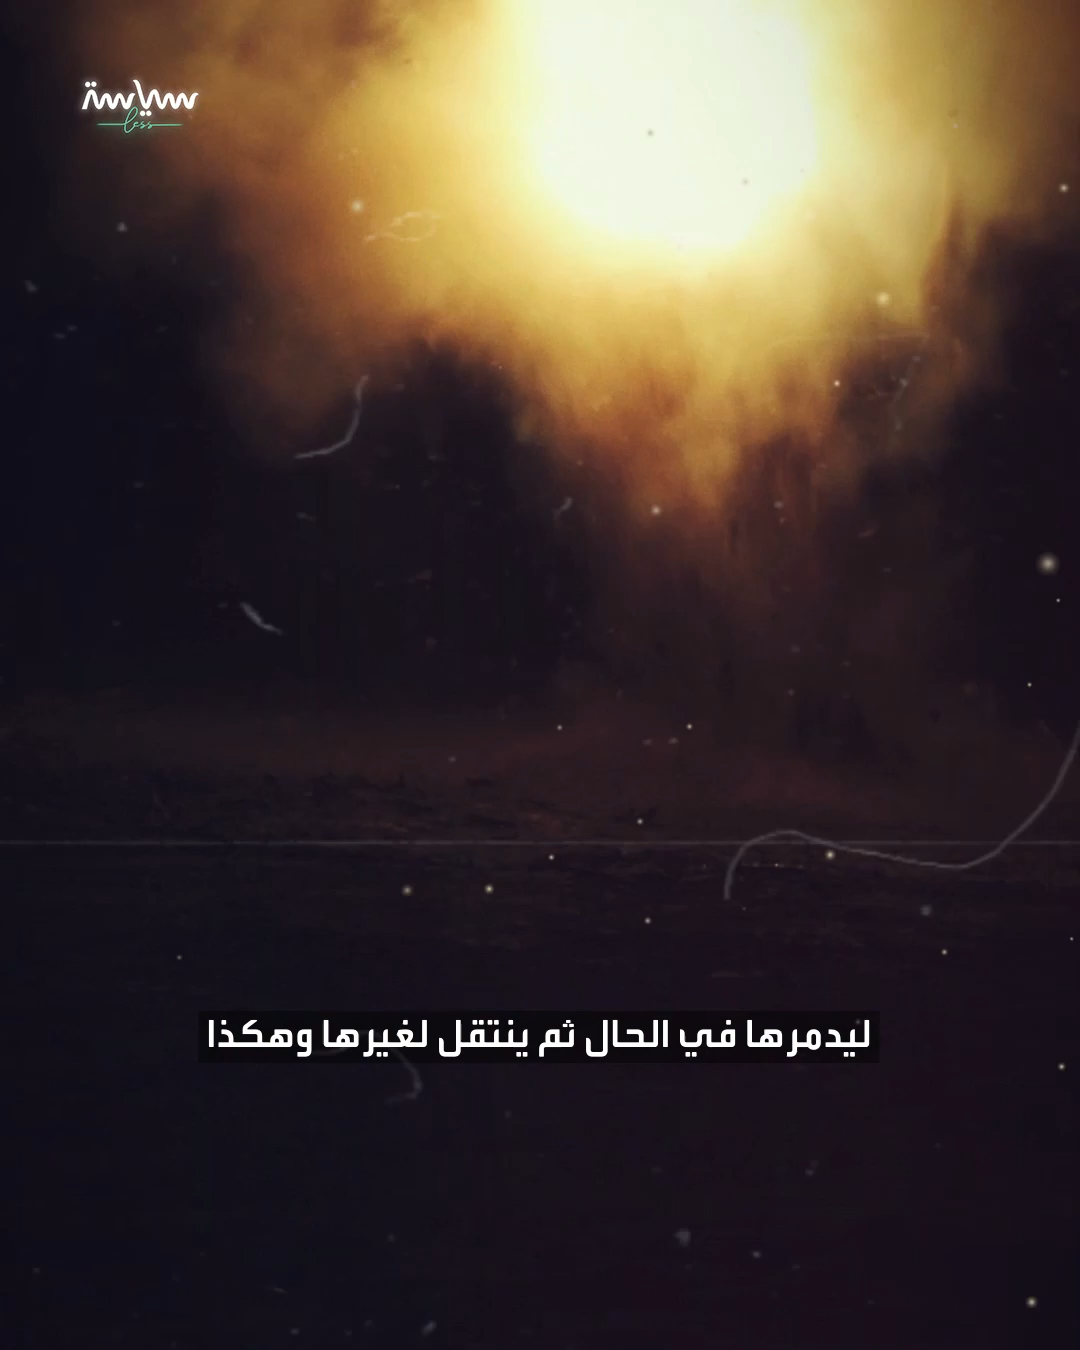 سياسة
less
ليدمرها في الحال ثم ينتقل لغيرها وهكذا